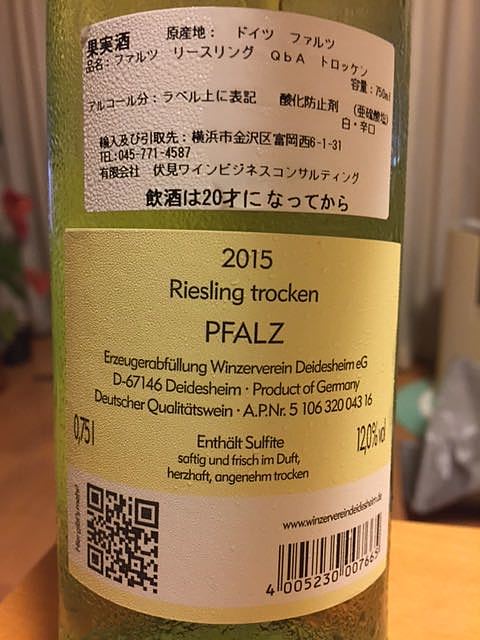 果実酒 原産地： ドイツ ファルツ
品名：ファルツ リースリング QbA トロッケン
容量：750ml
アルコール分：ラベル上に表記 酸化防止剤 (亜硫酸塩)
白・辛口
輸入及び引取先：横浜市金沢区富岡西6-1-31
TEL:045-771-4587
有限会社 伏見ワインビジネスコンサルティング
飲酒は20才になってから
2015
Riesling trocken
PFALZ
Erzeugerabfüllung Winzerverein Deidesheim eG
D-67146 Deidesheim · Product of Germany
Deutscher Qualitätswein · A.P.Nr. 5 106 320 043 16
0,75 l
Enthält Sulfite
12,0% vol
saftig und frisch im Duft,
herzhaft, angenehm trocken
Hier gibt's mehr!
www.winzervereindeidesheim.de
4 005230 007665